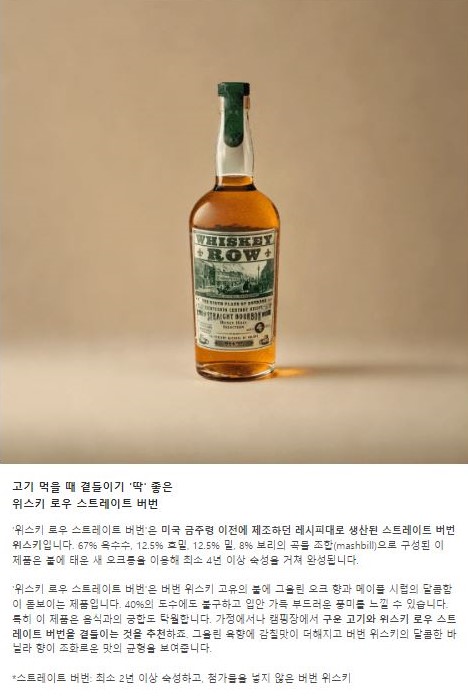 WHISKEY
ROW
STRAIGHT BOURBON
고기 먹을 때 곁들이기 '딱' 좋은
위스키 로우 스트레이트 버번
'위스키 로우 스트레이트 버번'은 미국 금주령 이전에 제조하던 레시피대로 생산된 스트레이트 버번
위스키입니다. 67% 옥수수, 12.5% 호밀, 12.5% 밀, 8% 보리의 곡물 조합(mashbill)으로 구성된 이
제품은 불에 태운 새 오크통을 이용해 최소 4년 이상 숙성을 거쳐 완성됩니다.
'위스키 로우 스트레이트 버번'은 버번 위스키 고유의 불에 그을린 오크 향과 메이플 시럽의 달콤함
이 돋보이는 제품입니다. 40%의 도수에도 불구하고 입안 가득 부드러운 풍미를 느낄 수 있습니다.
특히 이 제품은 음식과의 궁합도 탁월합니다. 가정에서나 캠핑장에서 구운 고기와 위스키 로우 스트
레이트 버번을 곁들이는 것을 추천하죠. 그을린 육향에 감칠맛이 더해지고 버번 위스키의 달콤한 바
닐라 향이 조화로운 맛의 균형을 보여줍니다.
*스트레이트 버번: 최소 2년 이상 숙성하고, 첨가물을 넣지 않은 버번 위스키